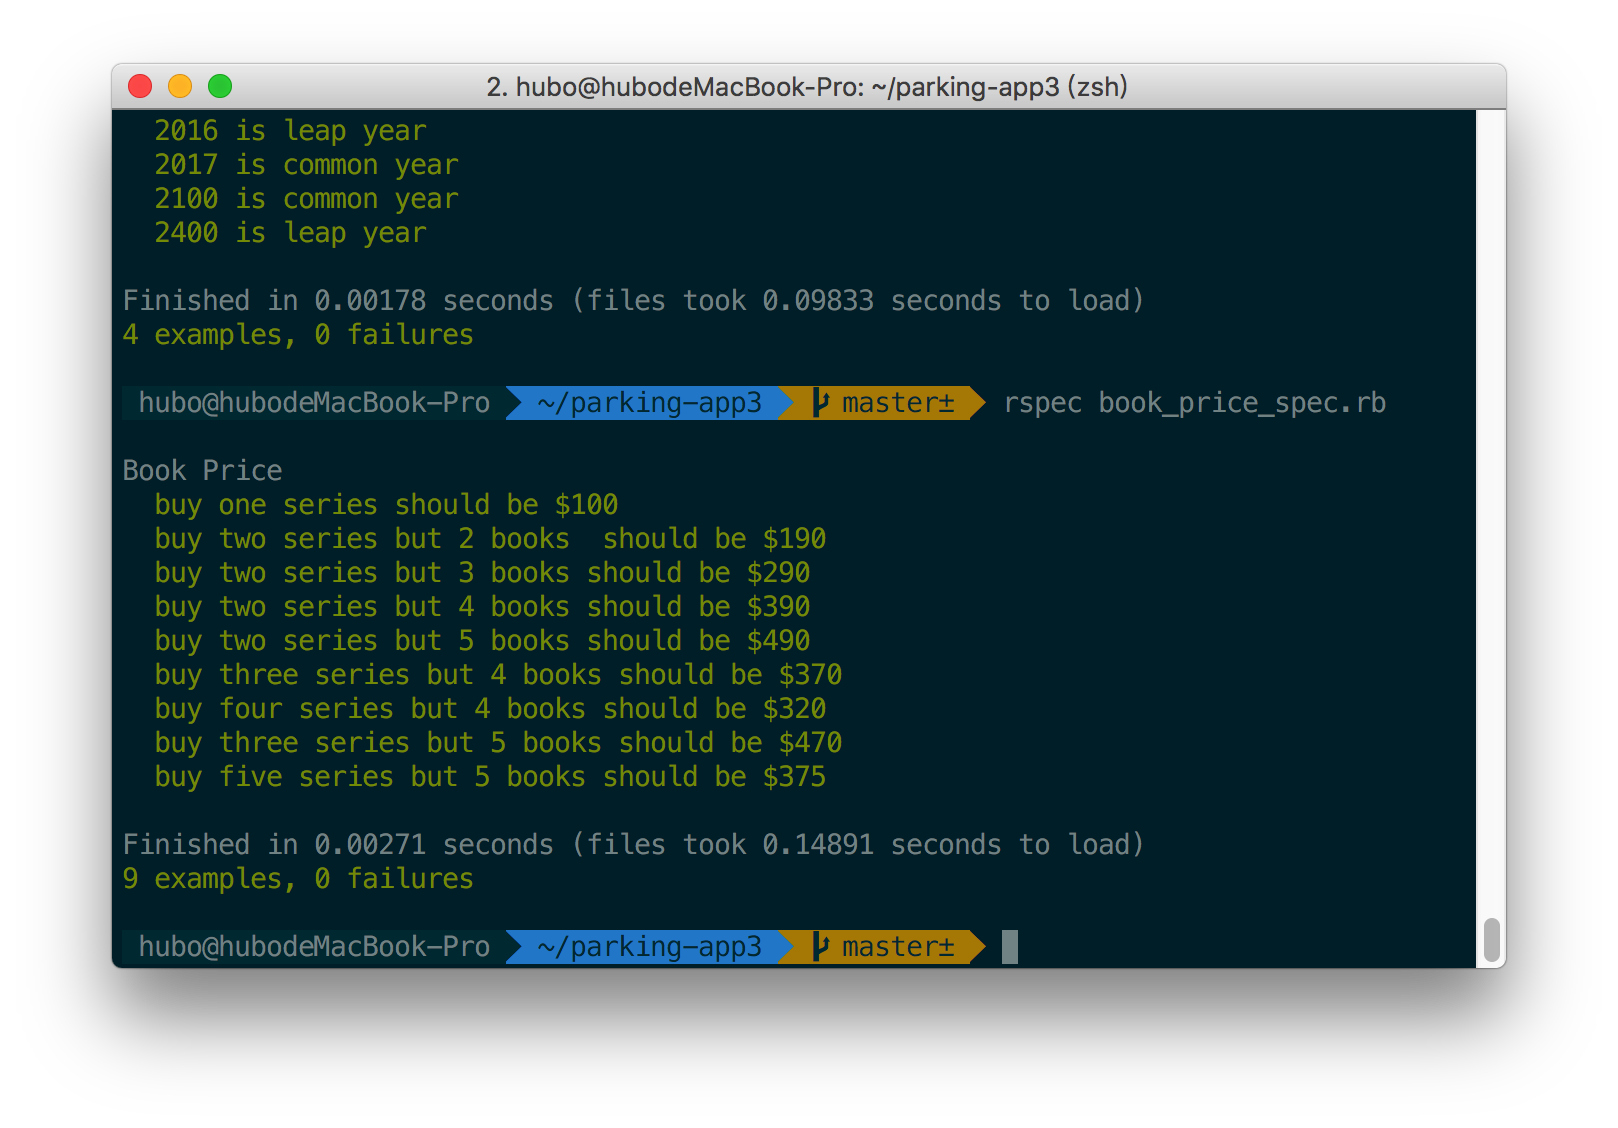 2. hubo@hubodeMacBook-Pro: ~/parking-app3 (zsh)
2016 is leap year
2017 is common year
2100 is common year
2400 is leap year
Finished in 0.00178 seconds (files took 0.09833 seconds to load)
4 examples, 0 failures
hubo@hubodeMacBook-Pro ~/parking-app3 master± rspec book_price_spec.rb
Book Price
buy one series should be $100
buy two series but 2 books  should be $190
buy two series but 3 books should be $290
buy two series but 4 books should be $390
buy two series but 5 books should be $490
buy three series but 4 books should be $370
buy four series but 4 books should be $320
buy three series but 5 books should be $470
buy five series but 5 books should be $375
Finished in 0.00271 seconds (files took 0.14891 seconds to load)
9 examples, 0 failures
hubo@hubodeMacBook-Pro ~/parking-app3 master±